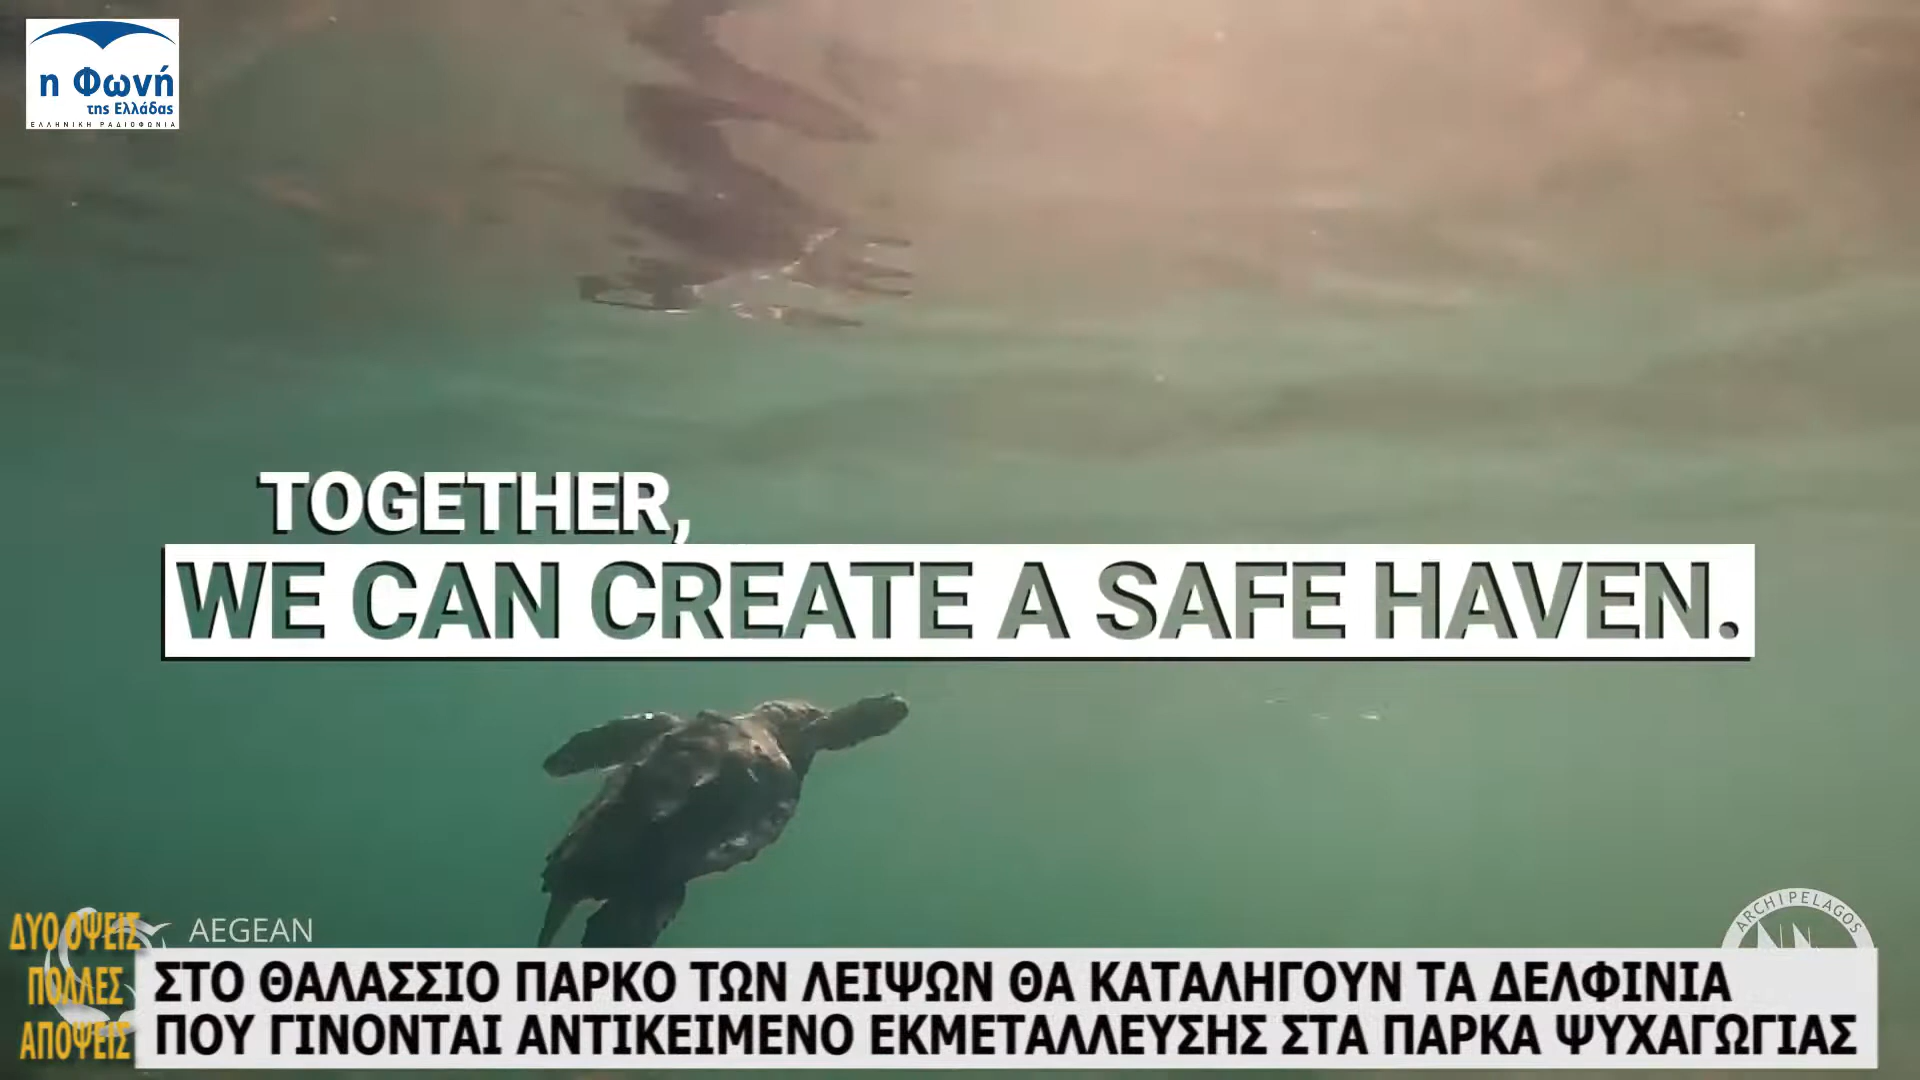 η Φωνή
της Ελλάδας
ΕΛΛΗΝΙΚΗ ΡΑΔΙΟΦΩΝΙΑ
TOGETHER,
WE CAN CREATE A SAFE HAVEN.
AEGEAN
ARCHIPELAGOS
ΔΥΟ ΟΨΕΙΣ
ΠΟΛΛΕΣ
ΑΠΟΨΕΙΣ
ΣΤΟ ΘΑΛΑΣΣΙΟ ΠΑΡΚΟ ΤΩΝ ΛΕΙΨΩΝ ΘΑ ΚΑΤΑΛΗΓΟΥΝ ΤΑ ΔΕΛΦΙΝΙΑ
ΠΟΥ ΓΙΝΟΝΤΑΙ ΑΝΤΙΚΕΙΜΕΝΟ ΕΚΜΕΤΑΛΛΕΥΣΗΣ ΣΤΑ ΠΑΡΚΑ ΨΥΧΑΓΩΓΙΑΣ